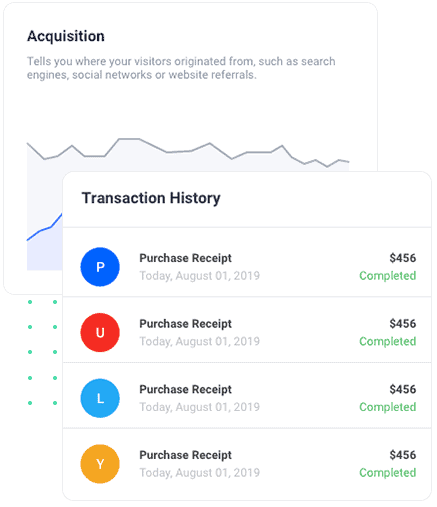 Acquisition
Tells you where your visitors originated from, such as search
engines, social networks or website referrals.
Transaction History
P
Purchase Receipt
$456
Today, August 01, 2019
Completed
U
Purchase Receipt
$456
Today, August 01, 2019
Completed
L
Purchase Receipt
$456
Today, August 01, 2019
Completed
Y
Purchase Receipt
$456
Today, August 01, 2019
Completed